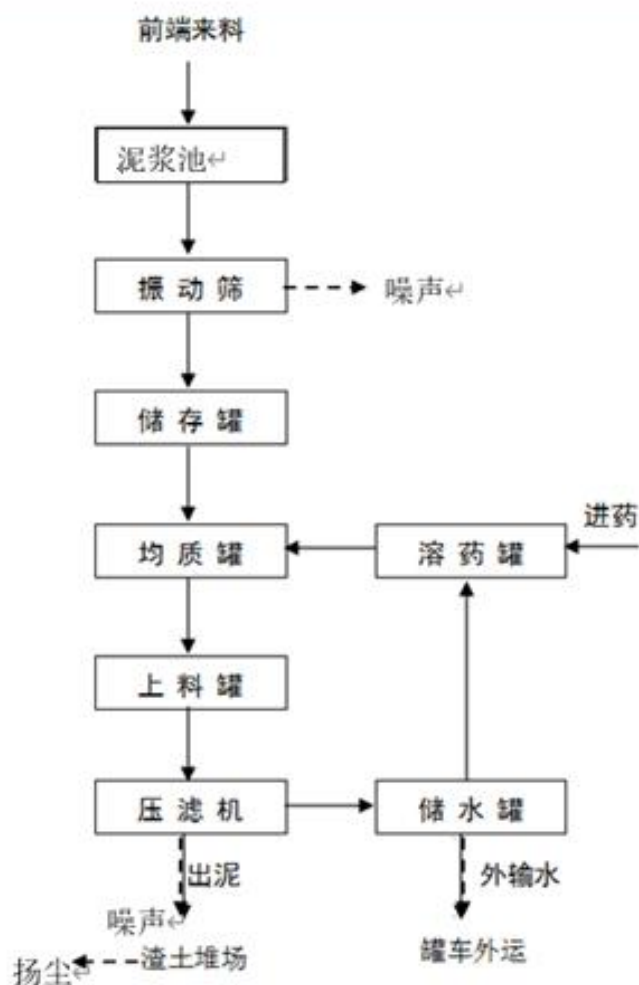 前端来料
泥浆池↵
振动筛
噪声↵
储存罐
进药
均质罐
溶药罐
上料罐
压滤机
储水罐
出泥
外输水
噪声↵
渣土堆场
罐车外运
扬尘↵